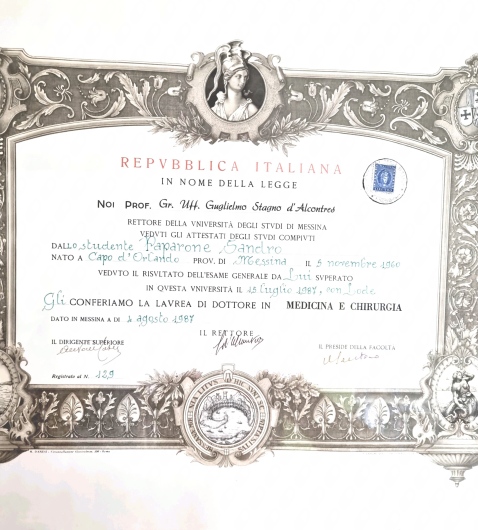 REPVBBLICA ITALIANA
IN NOME DELLA LEGGE
NOI PROF. Gr. Uff. Guglielmo Stagno d'Alcontres
RETTORE DELLA VNIVERSITÀ DEGLI STVDI DI MESSINA
VEDVTI GLI ATTESTATI DEGLI STVDI COMPIVTI
DALLO studente Paparone Sandro
NATO A Capo d'Orlando PROV. DI Messina IL 5 novembre 1960
VEDVTO IL RISVLTATO DELL'ESAME GENERALE DA Lui SVPERATO
IN QVESTA VNIVERSITÀ IL 25 luglio 1987, con Lode
Gli CONFERIAMO LA LAVREA DI DOTTORE IN MEDICINA E CHIRURGIA
DATO IN MESSINA A DI 4 agosto 1987
IL RETTORE
IL DIRIGENTE SUPERIORE
IL PRESIDE DELLA FACOLTÀ
Registrato al N. 129